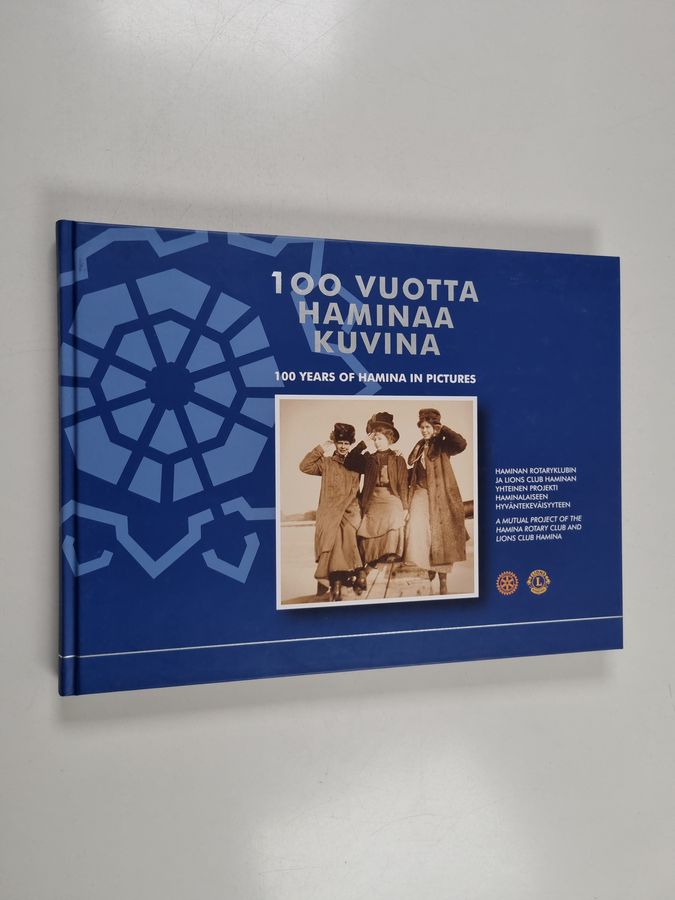 100 VUOTTA
HAMINAA
KUVINA
100 YEARS OF HAMINA IN PICTURES
HAMINAN ROTARYKLUBIN
JA LIONS CLUB HAMINAN
YHTEINEN PROJEKTI
HAMINALAISEEN
HYVÄNTEKEVÄISYYTEEN
A MUTUAL PROJECT OF THE
HAMINA ROTARY CLUB AND
LIONS CLUB HAMINA
L